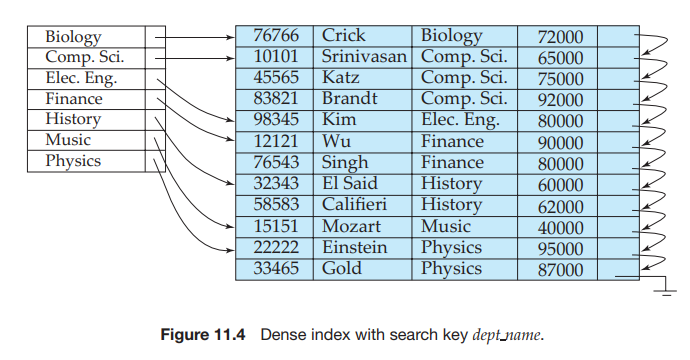 Biology
Comp. Sci.
Elec. Eng.
Finance
History
Music
Physics
76766 Crick Biology 72000
10101 Srinivasan Comp. Sci. 65000
45565 Katz Comp. Sci. 75000
83821 Brandt Comp. Sci. 92000
98345 Kim Elec. Eng. 80000
12121 Wu Finance 90000
76543 Singh Finance 80000
32343 El Said History 60000
58583 Califieri History 62000
15151 Mozart Music 40000
22222 Einstein Physics 95000
33465 Gold Physics 87000
Figure 11.4 Dense index with search key dept_name.